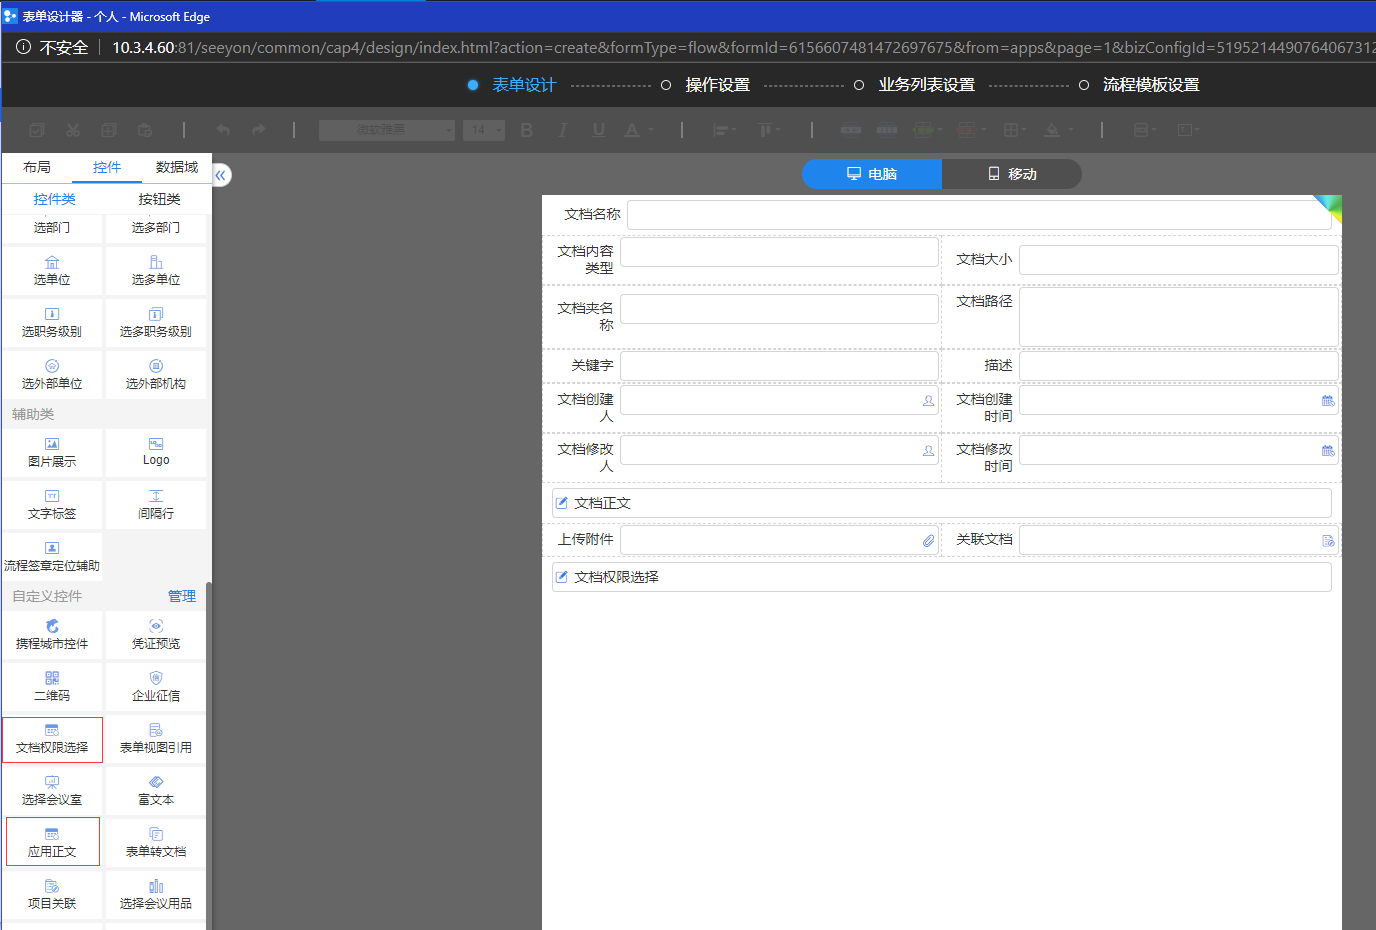 表单设计器 - 个人 - Microsoft Edge
不安全
10.3.4.60:81/seeyon/common/cap4/design/index.html?action=create&formType=flow&formId=6156607481472697675&from=apps&page=1&bizConfigId=5195214490764067312
表单设计
操作设置
业务列表设置
流程模板设置
微软雅黑
14
B
I
U
A
布局
控件
数据域
电脑
移动
控件类
按钮类
选部门
选多部门
选单位
选多单位
选职务级别
选多职务级别
选外部单位
选外部机构
辅助类
图片展示
Logo
文字标签
间隔行
流程签章定位辅助
自定义控件
管理
携程城市控件
凭证预览
二维码
企业征信
文档权限选择
表单视图引用
选择会议室
富文本
应用正文
表单转文档
项目关联
选择会议用品
文档名称
文档内容
类型
文档大小
文档夹名
称
文档路径
关键字
描述
文档创建
人
文档创建
时间
文档修改
人
文档修改
时间
文档正文
上传附件
关联文档
文档权限选择